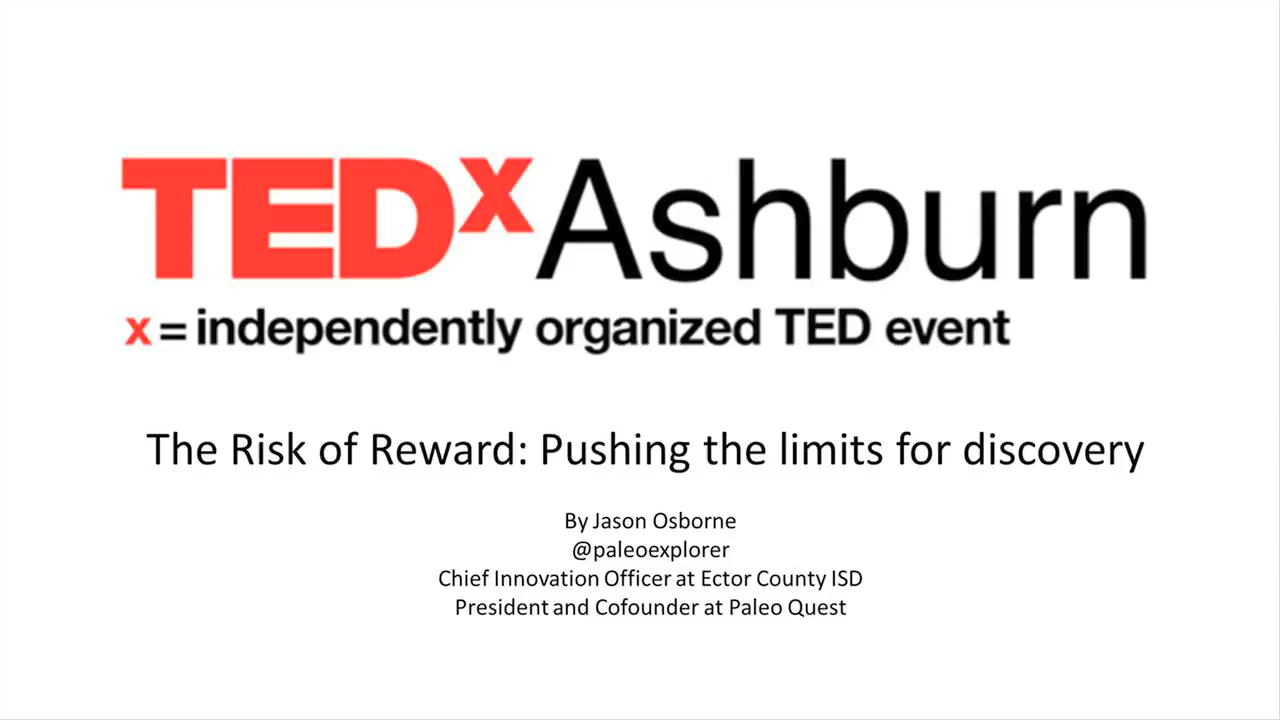 TEDxAshburn
x = independently organized TED event
The Risk of Reward: Pushing the limits for discovery
By Jason Osborne
@paleoexplorer
Chief Innovation Officer at Ector County ISD
President and Cofounder at Paleo Quest